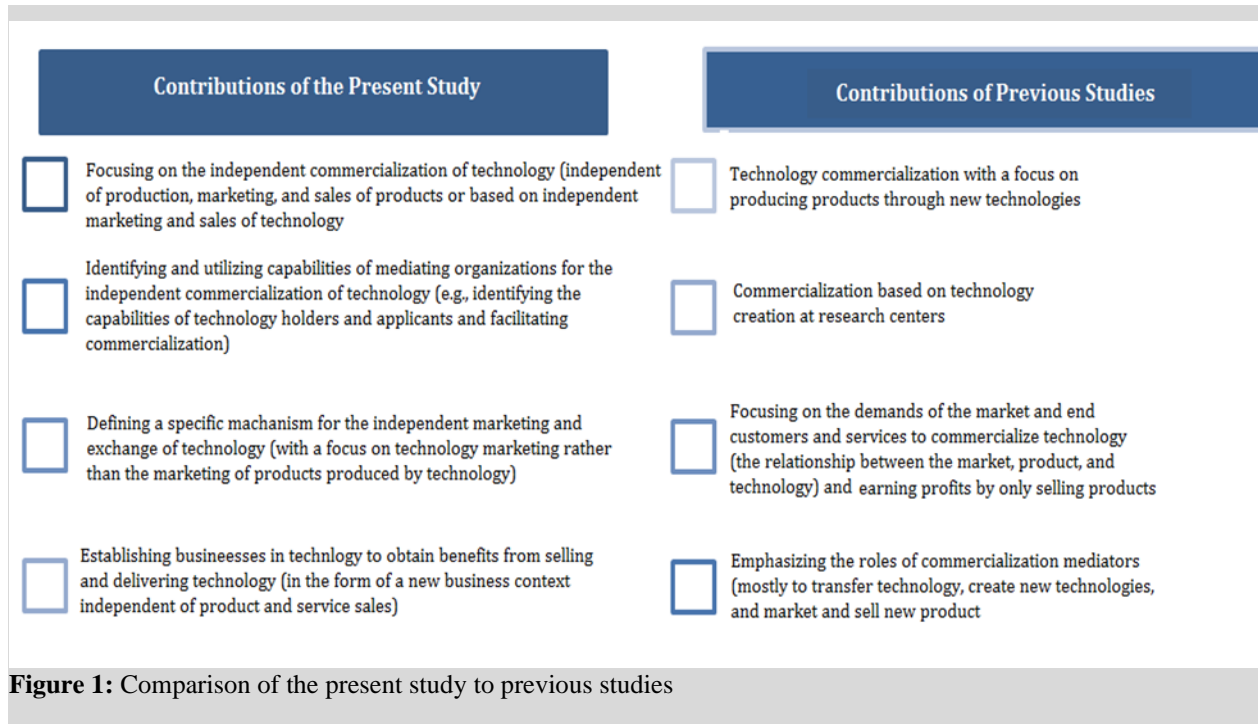 Contributions of the Present Study
Focusing on the independent commercialization of technology (independent
of production, marketing, and sales of products or based on independent
marketing and sales of technology
Identifying and utilizing capabilities of mediating organizations for the
independent commercialization of technology (e.g., identifying the
capabilities of technology holders and applicants and facilitating
commercialization)
Defining a specific machanism for the independent marketing and
exchange of technology (with a focus on technology marketing rather
than the marketing of products produced by technology)
Establishing busineesses in technlogy to obtain benefits from selling
and delivering technology (in the form of a new business context
independent of product and service sales)
Contributions of Previous Studies
Technology commercialization with a focus on
producing products through new technologies
Commercialization based on technology
creation at research centers
Focusing on the demands of the market and end
customers and services to commercialize technology
(the relationship between the market, product, and
technology) and earning profits by only selling products
Emphasizing the roles of commercialization mediators
(mostly to transfer technology, create new technologies,
and market and sell new product
Figure 1: Comparison of the present study to previous studies